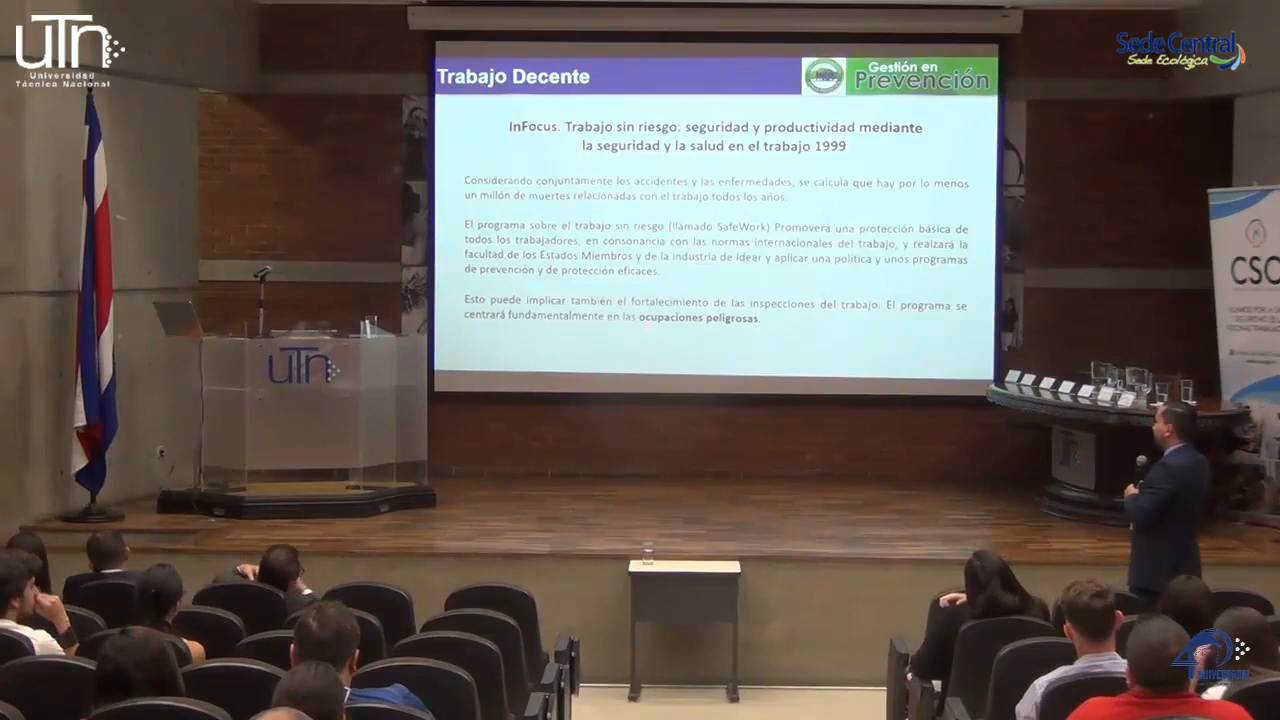 UTn
Universidad
Técnica Nacional
Sede Central
Sede Ecológica
Trabajo Decente
Gestión en
Prevención
InFocus. Trabajo sin riesgo: seguridad y productividad mediante
la seguridad y la salud en el trabajo 1999
Considerando conjuntamente los accidentes y las enfermedades, se calcula que hay por lo menos
un millón de muertes relacionadas con el trabajo todos los años.
El programa sobre el trabajo sin riesgo (llamado SafeWork) Promoverá una protección básica de
todos los trabajadores, en consonancia con las normas internacionales del trabajo, y realzará la
facultad de los Estados Miembros y de la industria de idear y aplicar una política y unos programas
de prevención y de protección eficaces.
Esto puede implicar también el fortalecimiento de las inspecciones del trabajo. El programa se
centrará fundamentalmente en las ocupaciones peligrosas.
UTn
CSO
ANIVERSARIO